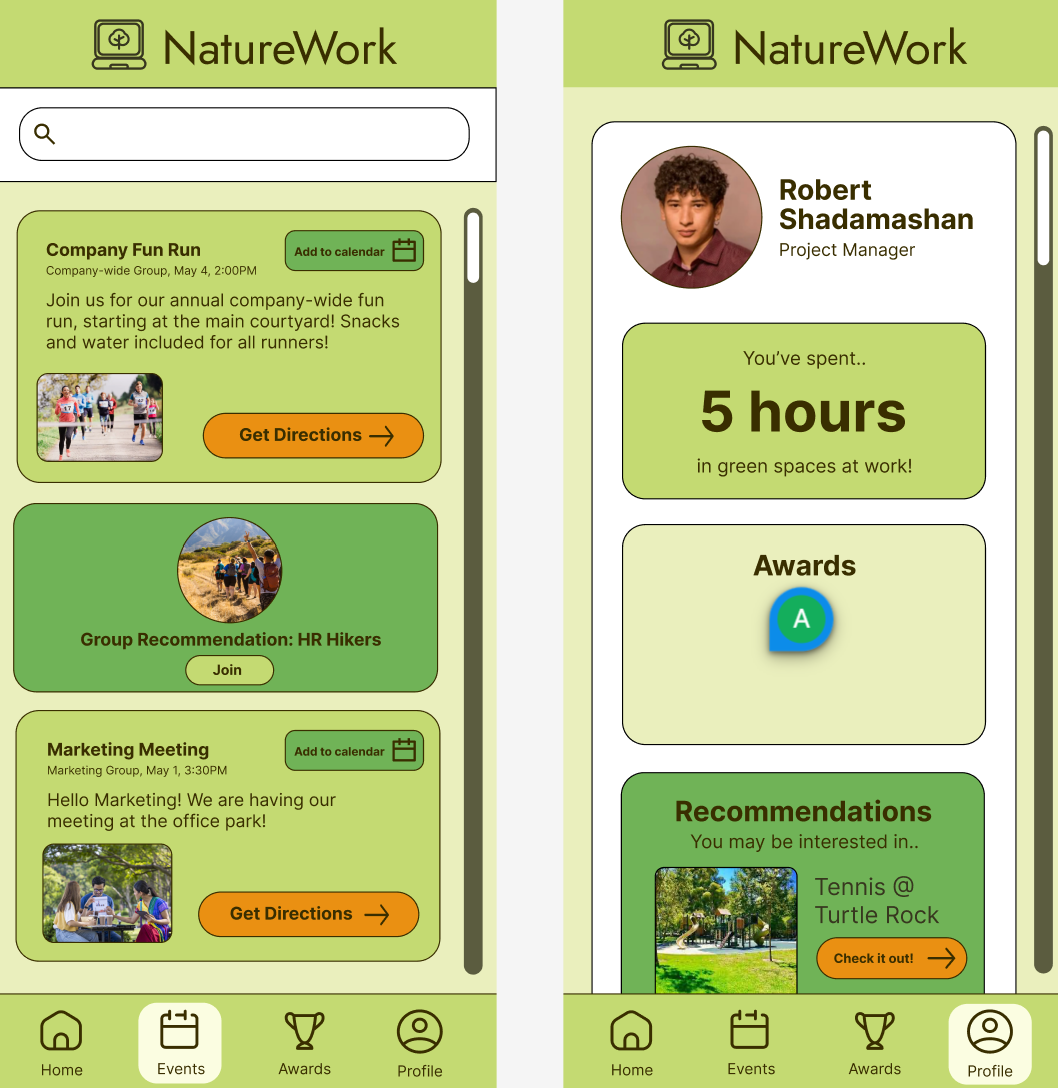 NatureWork
Company Fun Run
Add to calendar
Company-wide Group, May 4, 2:00PM
Join us for our annual company-wide fun
run, starting at the main courtyard! Snacks
and water included for all runners!
47
Get Directions
Group Recommendation: HR Hikers
Join
Marketing Meeting
Add to calendar
Marketing Group, May 1, 3:30PM
Hello Marketing! We are having our
meeting at the office park!
Get Directions
Home
Events
Awards
Profile
NatureWork
Robert
Shadamashan
Project Manager
You’ve spent..
5 hours
in green spaces at work!
Awards
A
Recommendations
You may be interested in..
Tennis @
Turtle Rock
Check it out!
Home
Events
Awards
Profile